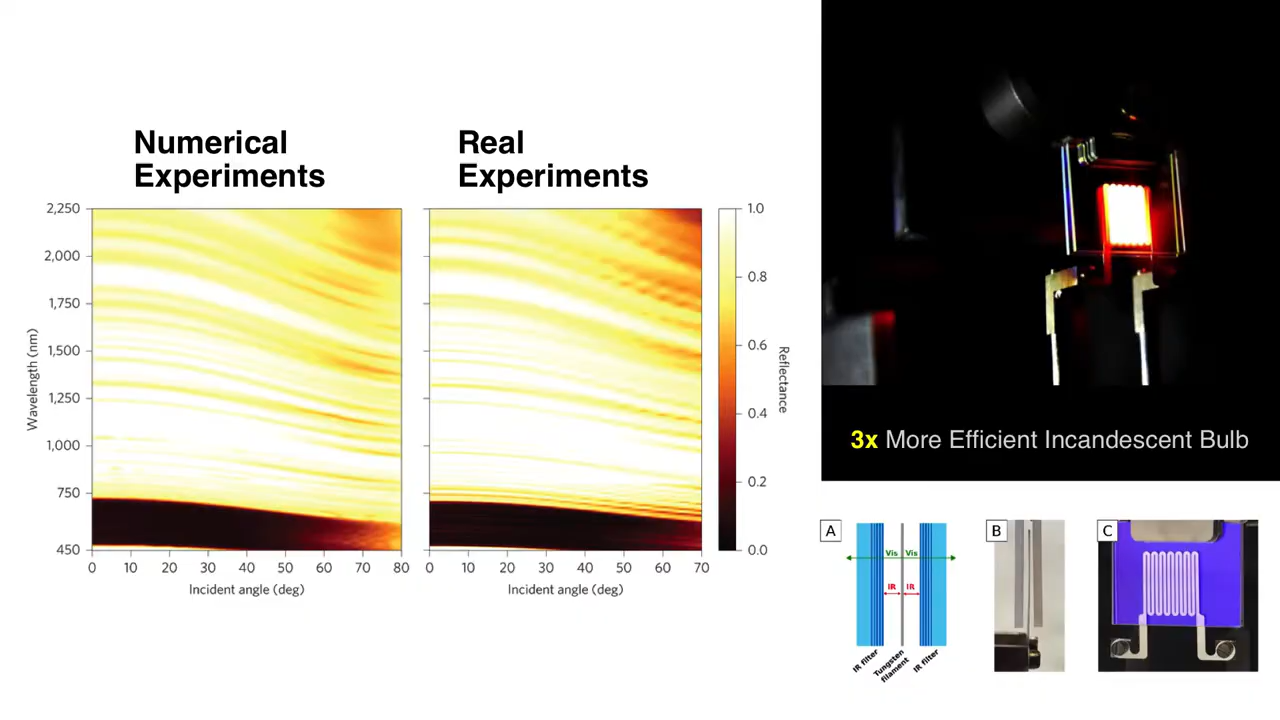 Numerical
Experiments
Real
Experiments
Wavelength (nm)
2,250
2,000
1,750
1,500
1,250
1,000
750
450
0 10 20 30 40 50 60 70 80
Incident angle (deg)
0 10 20 30 40 50 60 70
Incident angle (deg)
1.0
0.8
0.6
0.4
0.2
0.0
Reflectance
3x More Efficient Incandescent Bulb
A
Vis Vis
IR IR
IR filter
Tungsten
filament
IR filter
B
C